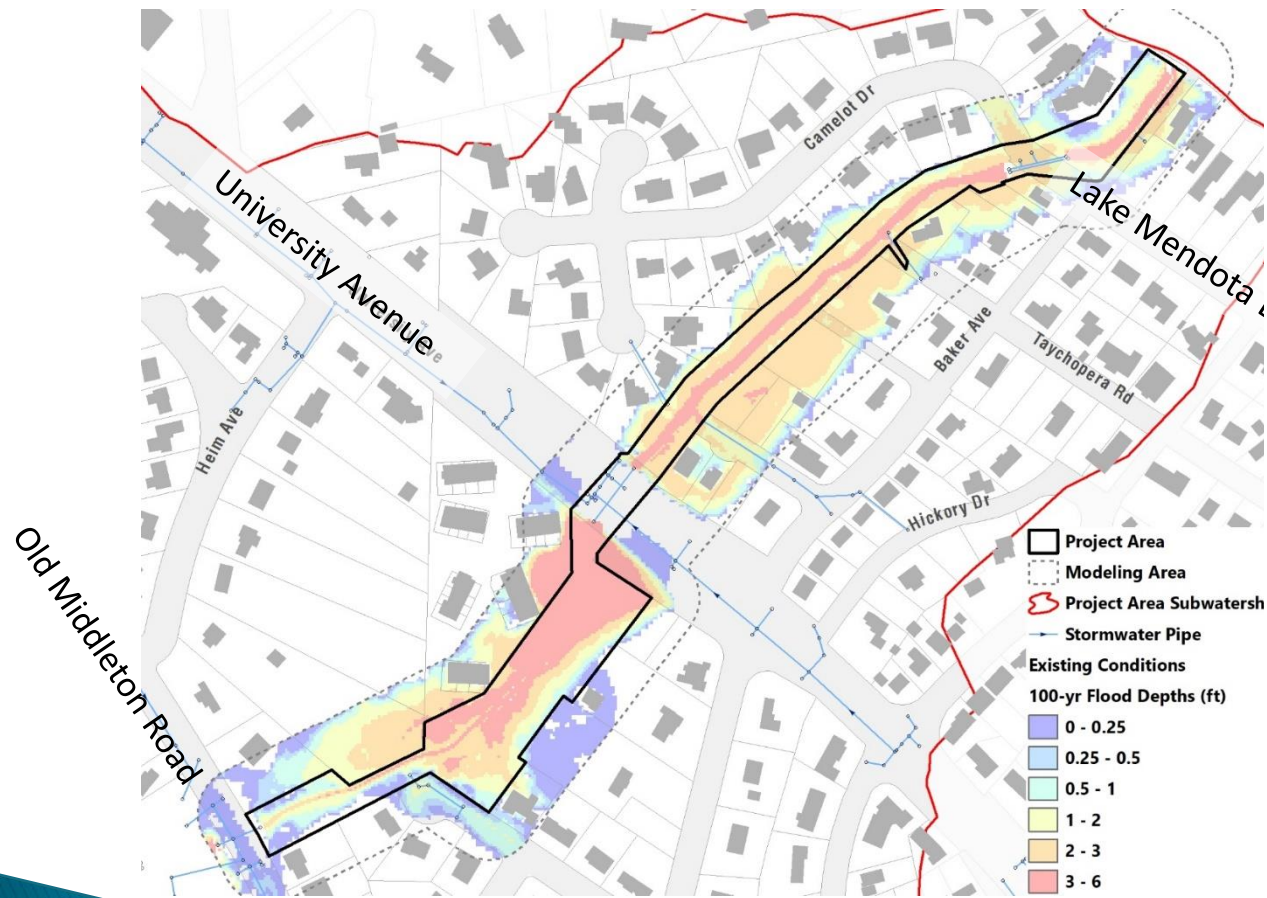 Camelot Dr
University Avenue
Ave
Lake Mendota
Baker Ave
Taychopera Rd
Heim Ave
Hickory Dr
Old Middleton Road
Project Area
Modeling Area
Project Area Subwatersh
Stormwater Pipe
Existing Conditions
100-yr Flood Depths (ft)
0 - 0.25
0.25 - 0.5
0.5 - 1
1 - 2
2 - 3
3 - 6